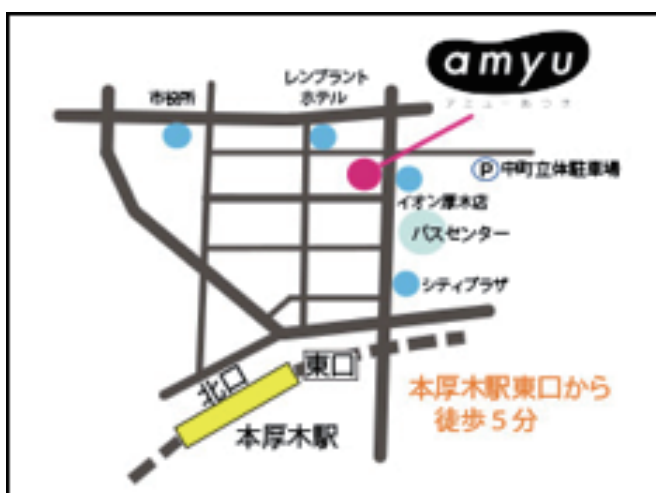 amyu
アミューあつぎ
レンブラント
ホテル
市役所
P 中町立体駐車場
イオン厚木店
バスセンター
シティプラザ
東口
北口
本厚木駅
本厚木駅東口から
徒歩5分